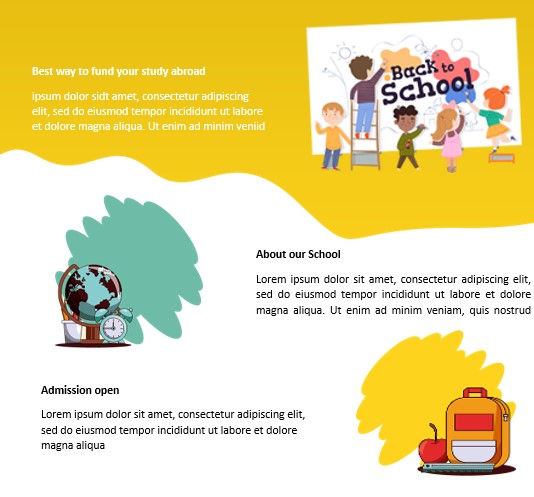 Best way to fund your study abroad
ipsum dolor sidt amet, consectetur adipiscing
elit, sed do eiusmod tempor incididunt ut labore
et dolore magna aliqua. Ut enim ad minim veniid
Back to
School
About our School
Lorem ipsum dolor sit amet, consectetur adipiscing elit,
sed do eiusmod tempor incididunt ut labore et dolore
magna aliqua. Ut enim ad minim veniam, quis nostrud
Admission open
Lorem ipsum dolor sit amet, consectetur adipiscing elit,
sed do eiusmod tempor incididunt ut labore et dolore
magna aliqua